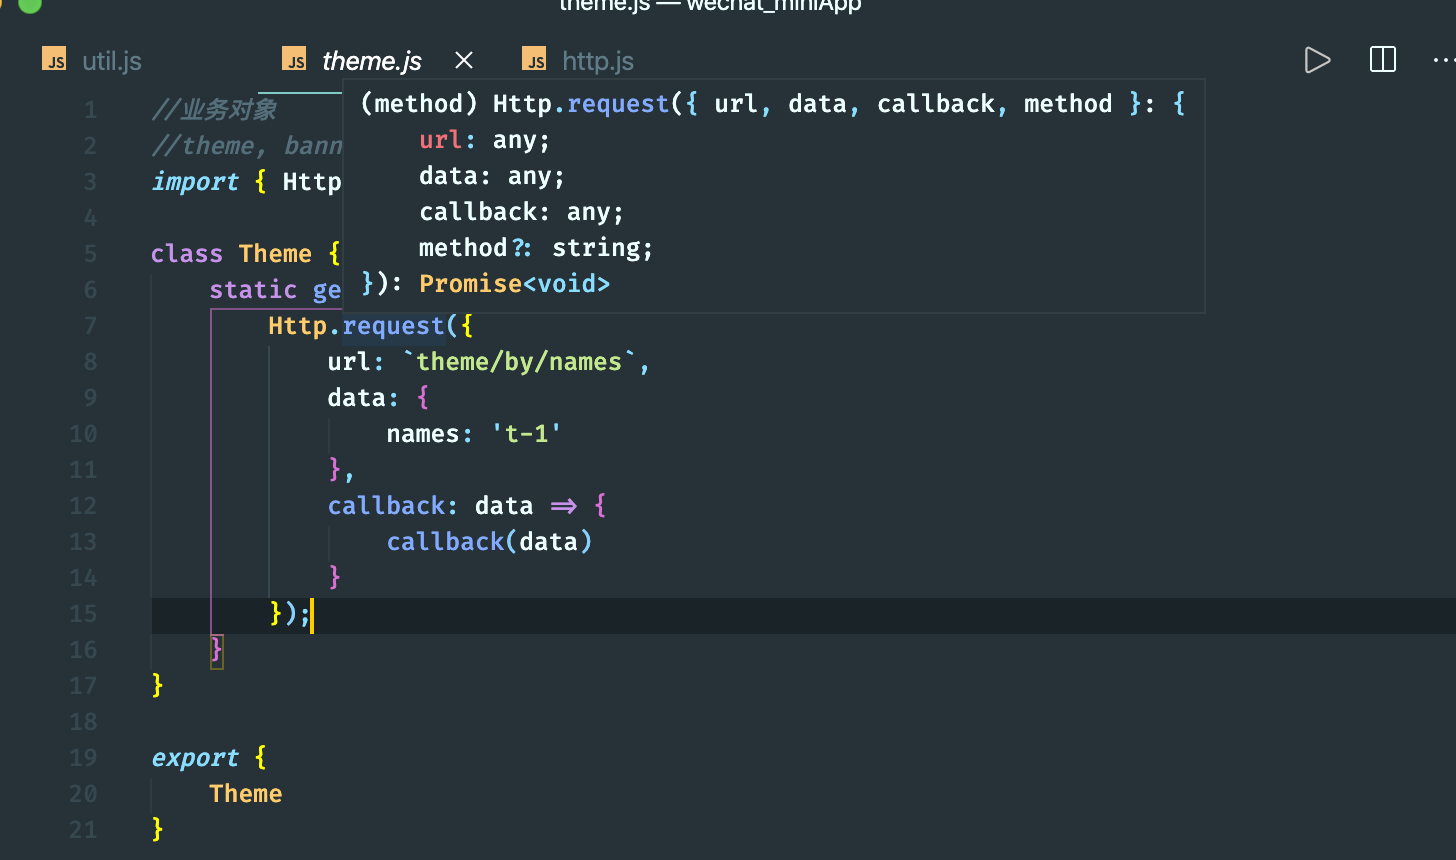 theme.js — wechat_miniApp
JS util.js JS theme.js JS http.js
(method) Http.request({ url, data, callback, method }: {
url: any;
data: any;
callback: any;
method?: string;
}): Promise<void>
1 //业务对象
2 //theme, bann
3 import { Http
4
5 class Theme {
6 static ge
7 Http.request({
8 url: `theme/by/names`,
9 data: {
10 names: 't-1'
11 },
12 callback: data => {
13 callback(data)
14 }
15 });
16 }
17 }
18
19 export {
20 Theme
21 }